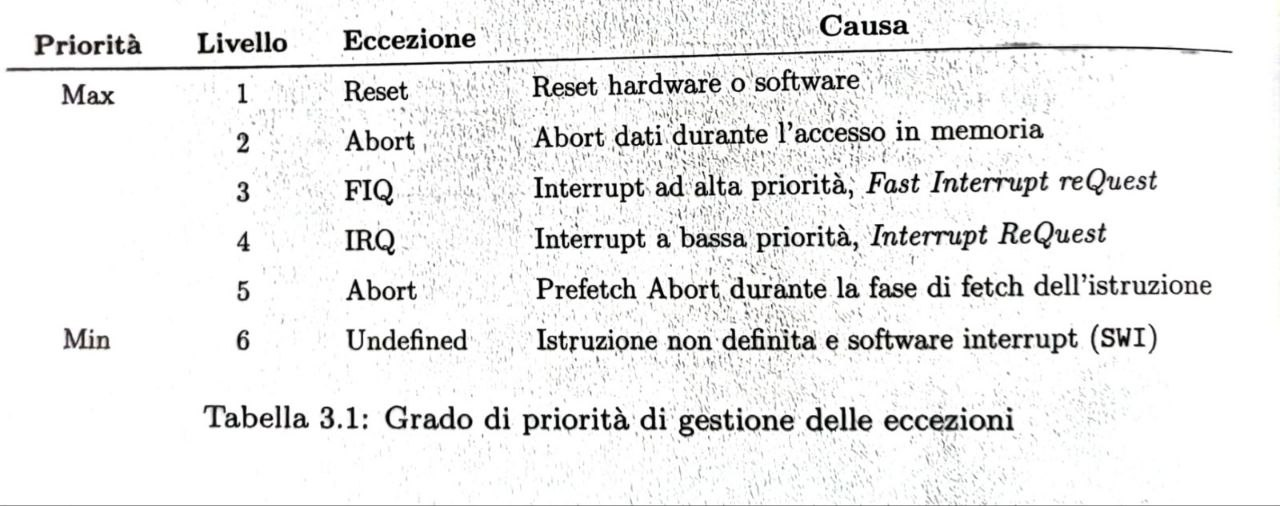 Priorità Livello Eccezione Causa
Max 1 Reset Reset hardware o software
2 Abort Abort dati durante l'accesso in memoria
3 FIQ Interrupt ad alta priorità, Fast Interrupt reQuest
4 IRQ Interrupt a bassa priorità, Interrupt ReQuest
5 Abort Prefetch Abort durante la fase di fetch dell'istruzione
Min 6 Undefined Istruzione non definita e software interrupt (SWI)
Tabella 3.1: Grado di priorità di gestione delle eccezioni